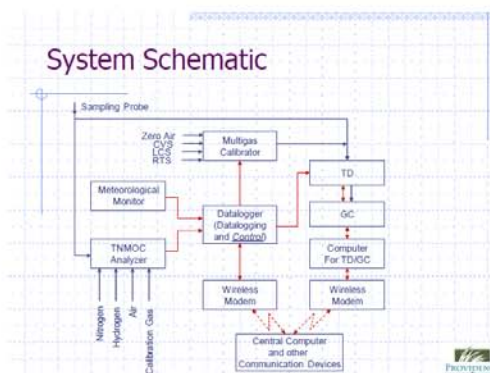 System Schematic
Sampling Probe
Zero Air
CVS
LCS
RTS
Multigas
Calibrator
TD
Meteorological
Monitor
Datalogger
(Datalogging
and Control)
GC
TNMOC
Analyzer
Computer
For TD/GC
Nitrogen
Hydrogen
Air
Calibration Gas
Wireless
Modem
Wireless
Modem
Central Computer
and other
Communication Devices